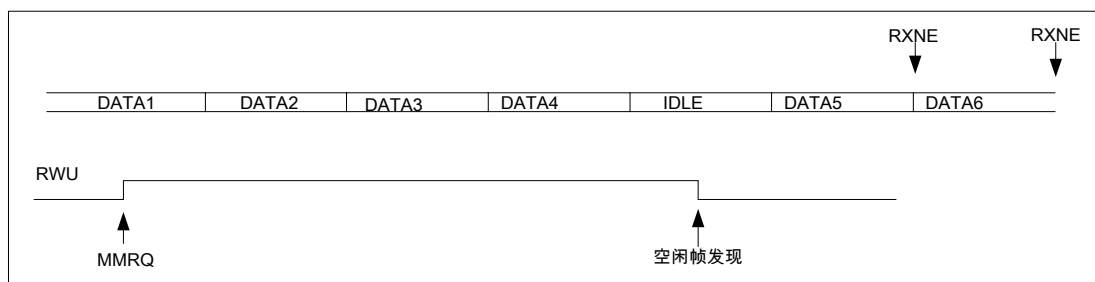 RXNE RXNE
DATA1 DATA2 DATA3 DATA4 IDLE DATA5 DATA6
RWU
MMRQ 空闲帧发现